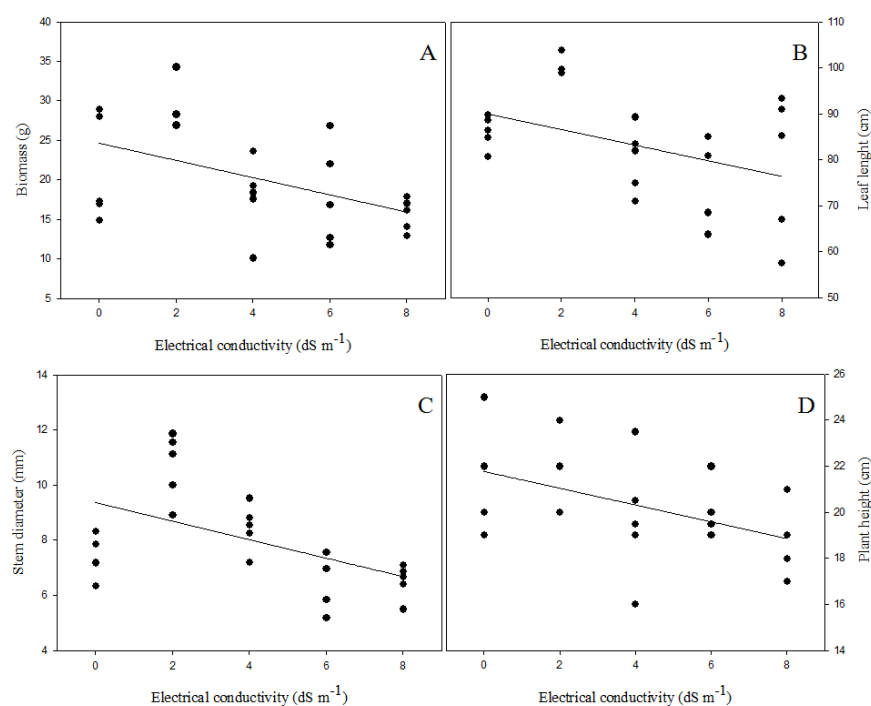 40
35
30
25
20
15
10
5
Biomass (g)
A
0 2 4 6 8
Electrical conductivity (dS m-1)
B
110
100
90
80
70
60
50
Leaf lenght (cm)
0 2 4 6 8
Electrical conductivity (dS m-1)
14
12
10
8
6
4
Stem diameter (mm)
C
0 2 4 6 8
Electrical conductivity (dS m-1)
D
26
24
22
20
18
16
14
Plant height (cm)
0 2 4 6 8
Electrical conductivity (dS m-1)